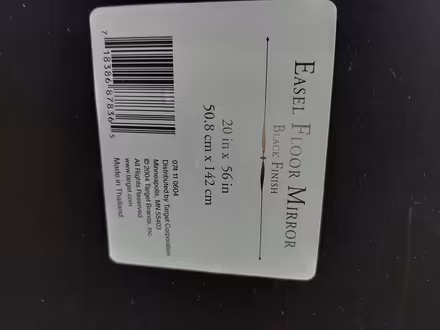 EASEL FLOOR MIRROR
BLACK FINISH
20 in x 56 in
50.8 cm x 142 cm
074 11 0604
Distributed by Target Corporation
Minneapolis, MN 55403
© 2004 Target Brands, Inc.
All Rights Reserved
www.target.com
Made in Thailand
7 18386 87836 5